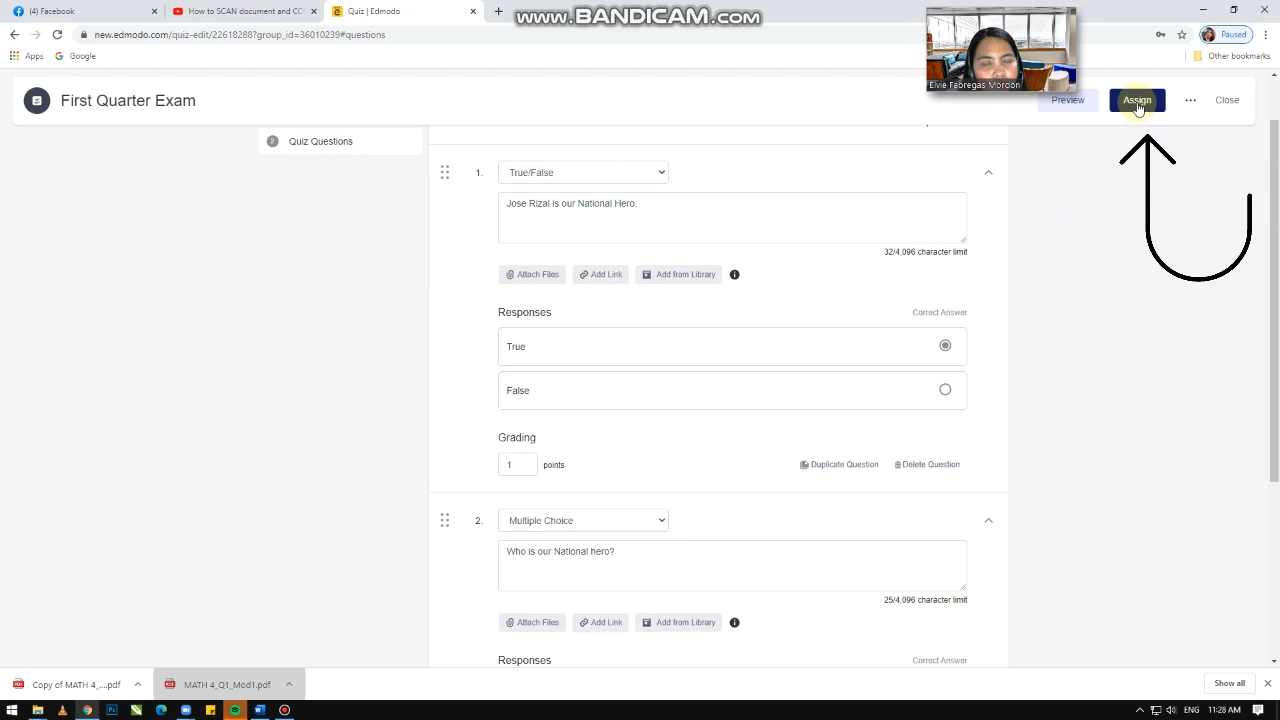 (4) Facebook
How to SCAN document and CC
Quiz | Edmodo
www.BANDICAM.com
new.edmodo.com/quiz-edit/22618838
group_id=36010239#questions
Paused
Apps
Google
Other bookmarks
Elvie Fabregas Mordon
First Quarter Exam
Preview
Assign
Close
2 Quiz Questions
1. True/False
Jose Rizal is our National Hero.
32/4,096 character limit
Attach Files
Add Link
Add from Library
Responses
Correct Answer
True
False
Grading
1 points
Duplicate Question
Delete Question
2. Multiple Choice
Who is our National hero?
25/4,096 character limit
Attach Files
Add Link
Add from Library
Responses
Correct Answer
Copy of MATH 4_....pdf
MATH 4_Q1_Mod1.pdf
Show all
ENG
11:28 AM